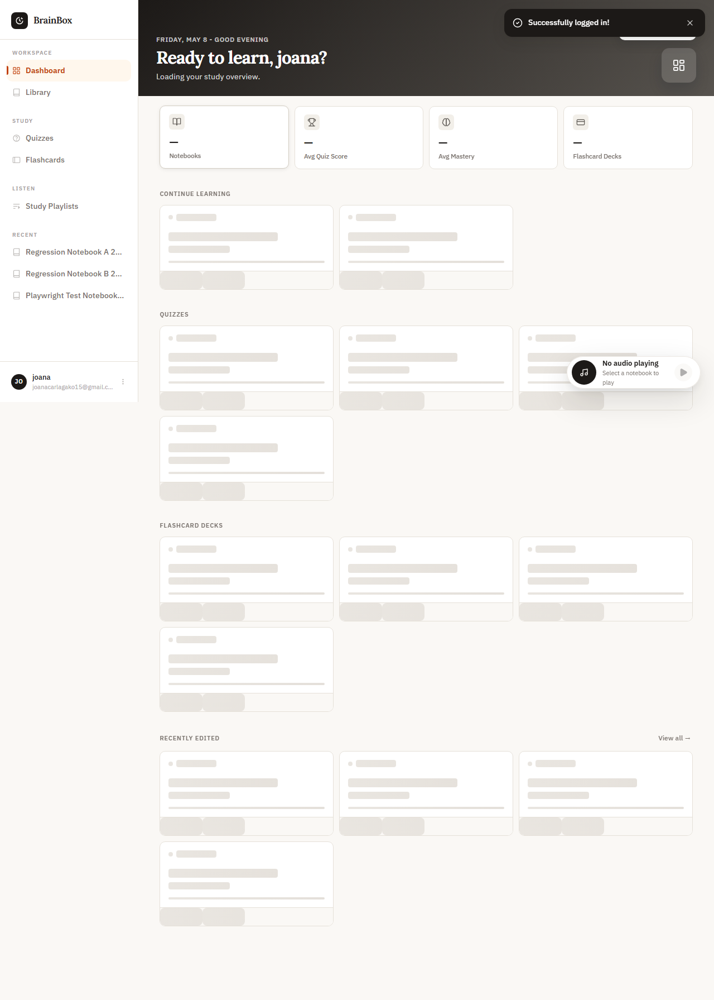 BrainBox
WORKSPACE
Dashboard
Library
STUDY
Quizzes
Flashcards
LISTEN
Study Playlists
RECENT
Regression Notebook A 2...
Regression Notebook B 2...
Playwright Test Notebook...
JO
joana
joanacarlagako15@gmail.c...
FRIDAY, MAY 8 - GOOD EVENING
Ready to learn, joana?
Loading your study overview.
Successfully logged in!
—
Notebooks
—
Avg Quiz Score
—
Avg Mastery
—
Flashcard Decks
CONTINUE LEARNING
QUIZZES
No audio playing
Select a notebook to
play
FLASHCARD DECKS
RECENTLY EDITED
View all →